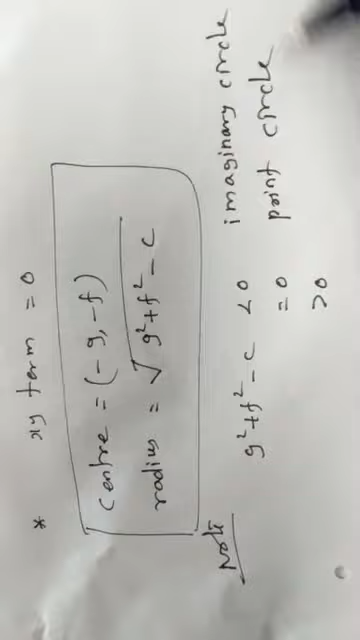 * xy term = 0
centre = (-g, -f)
radius = √g²+f²-c
Note
g²+f²-c <0 imaginary circle
=0 point circle
>0